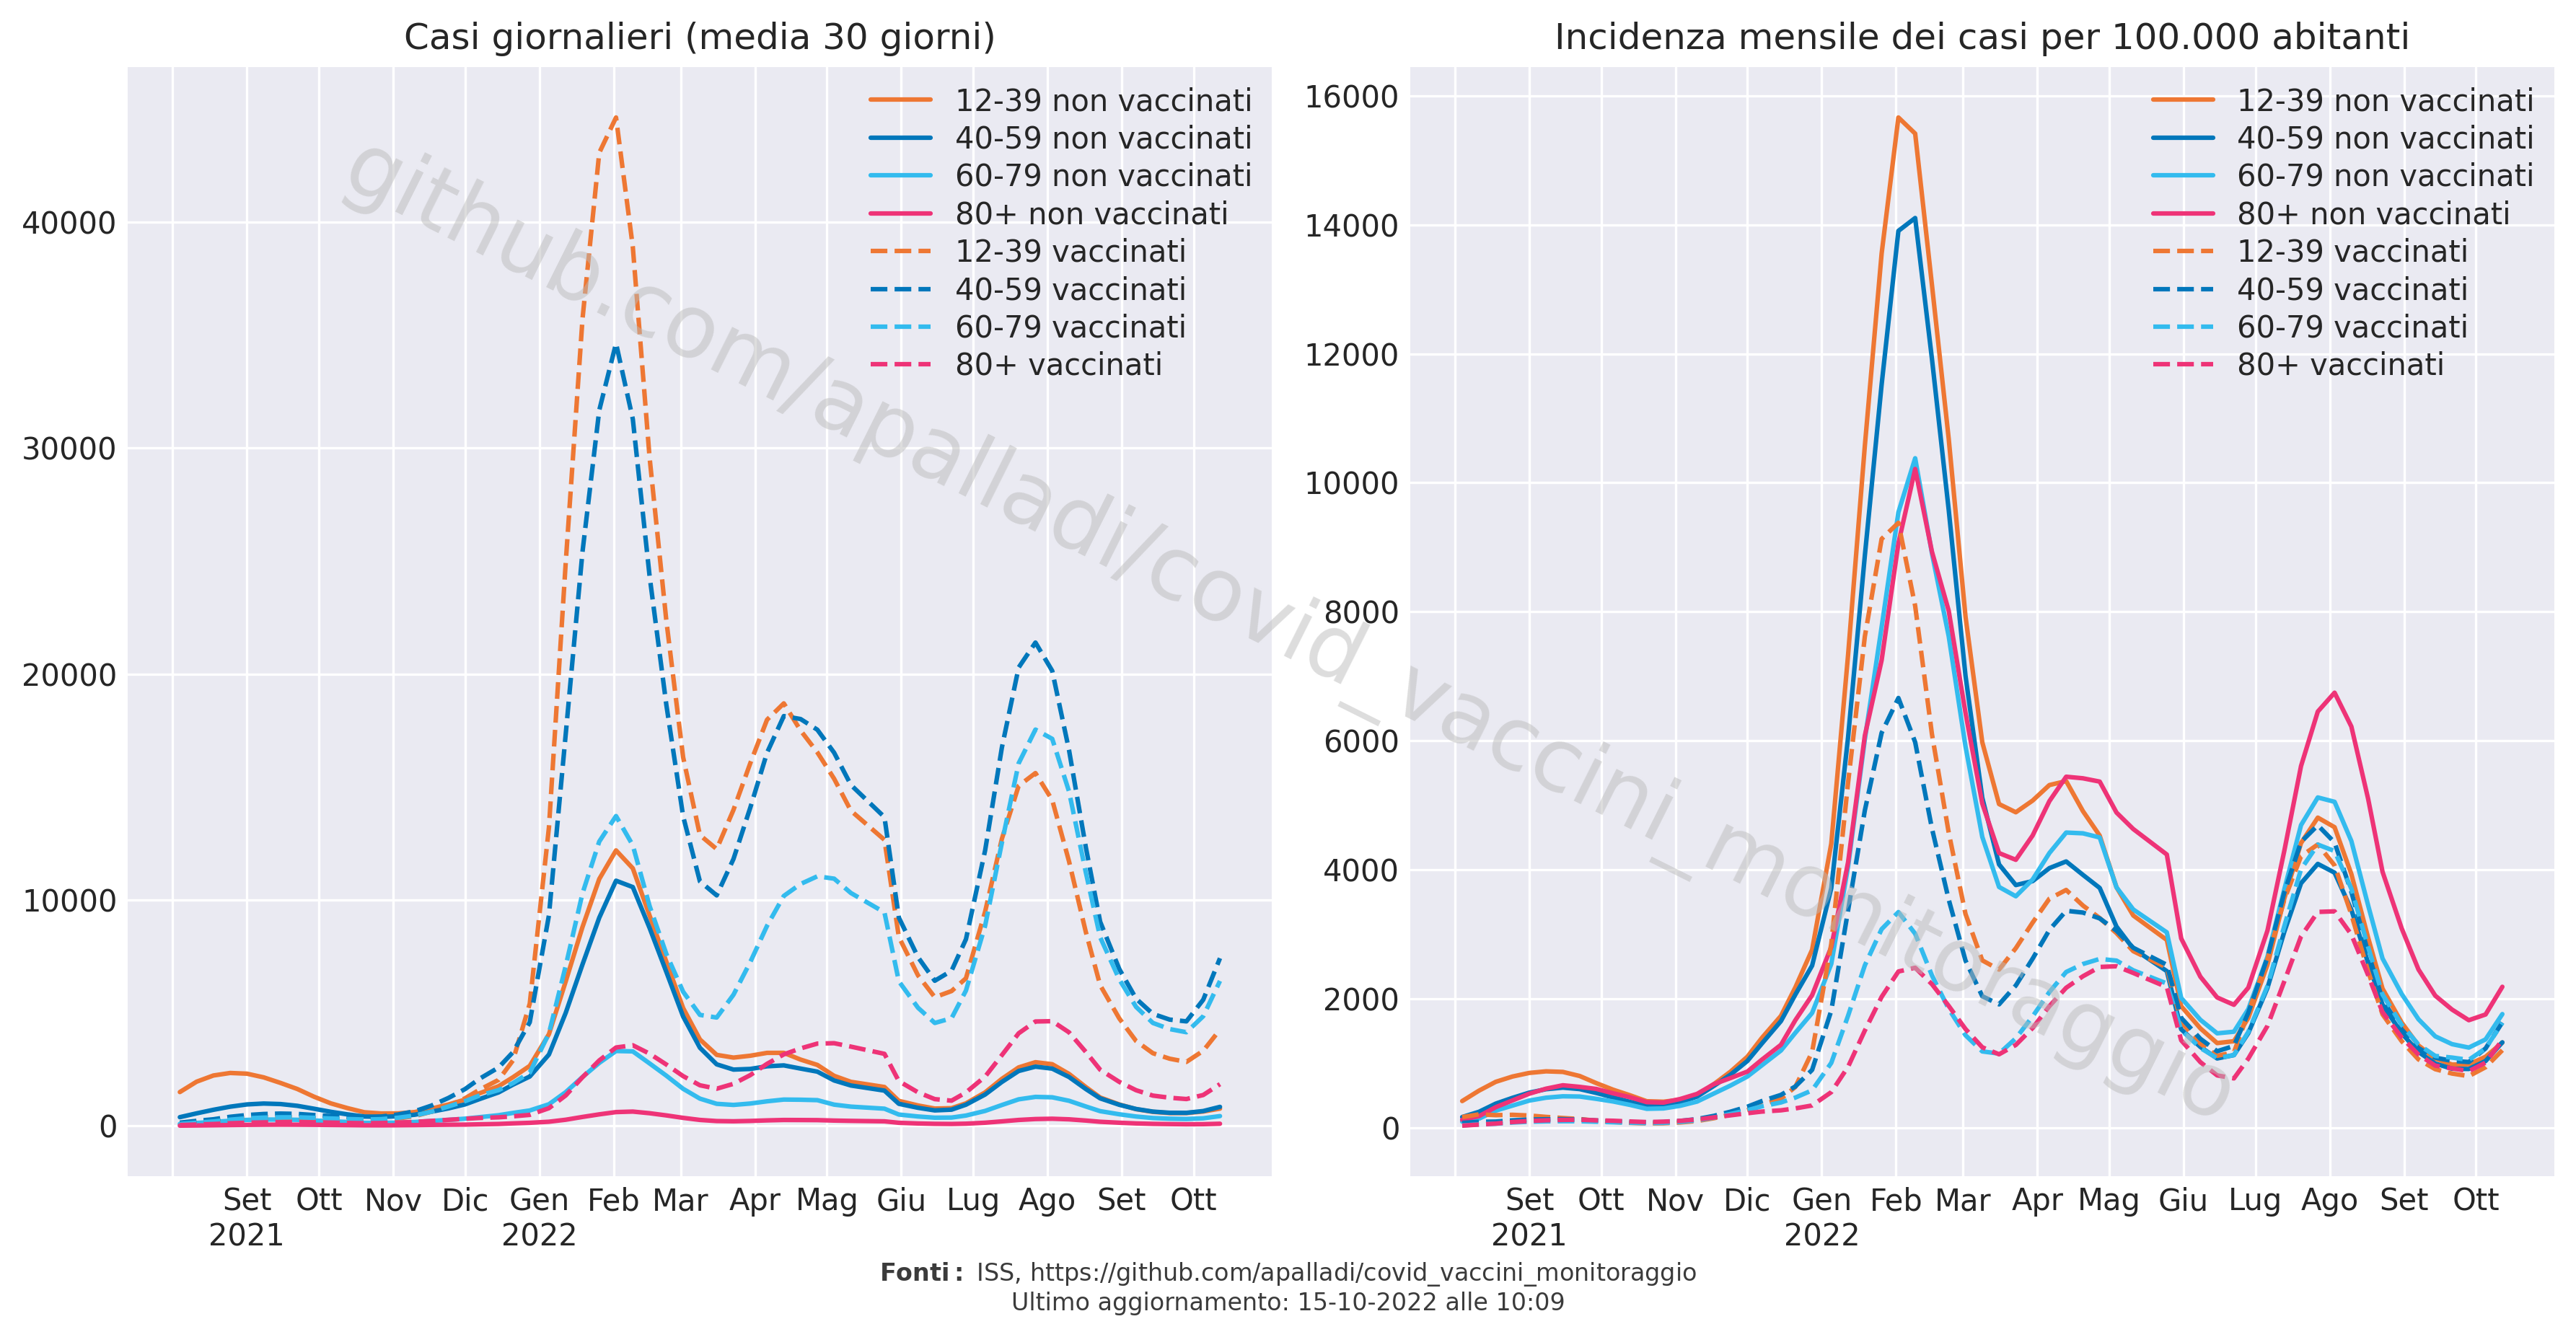 Casi giornalieri (media 30 giorni)
40000
30000
20000
10000
0
12-39 non vaccinati
40-59 non vaccinati
60-79 non vaccinati
80+ non vaccinati
12-39 vaccinati
40-59 vaccinati
60-79 vaccinati
80+ vaccinati
Set Ott Nov Dic Gen Feb Mar Apr Mag Giu Lug Ago Set Ott
2021 2022
Incidenza mensile dei casi per 100.000 abitanti
16000
14000
12000
10000
8000
6000
4000
2000
0
12-39 non vaccinati
40-59 non vaccinati
60-79 non vaccinati
80+ non vaccinati
12-39 vaccinati
40-59 vaccinati
60-79 vaccinati
80+ vaccinati
Set Ott Nov Dic Gen Feb Mar Apr Mag Giu Lug Ago Set Ott
2021 2022
github.com/apalladi/covid_vaccini_monitoraggio
Fonti: ISS, https://github.com/apalladi/covid_vaccini_monitoraggio
Ultimo aggiornamento: 15-10-2022 alle 10:09